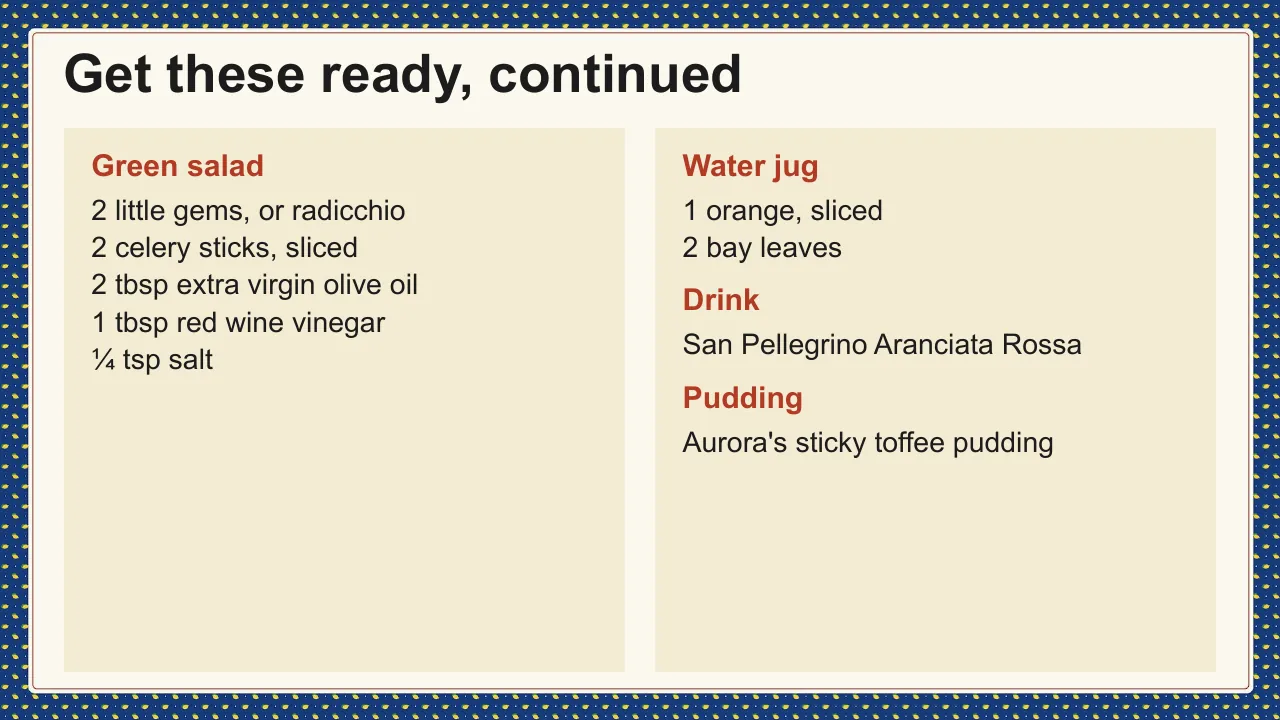 Get these ready, continued
Green salad
2 little gems, or radicchio
2 celery sticks, sliced
2 tbsp extra virgin olive oil
1 tbsp red wine vinegar
¼ tsp salt
Water jug
1 orange, sliced
2 bay leaves
Drink
San Pellegrino Aranciata Rossa
Pudding
Aurora's sticky toffee pudding